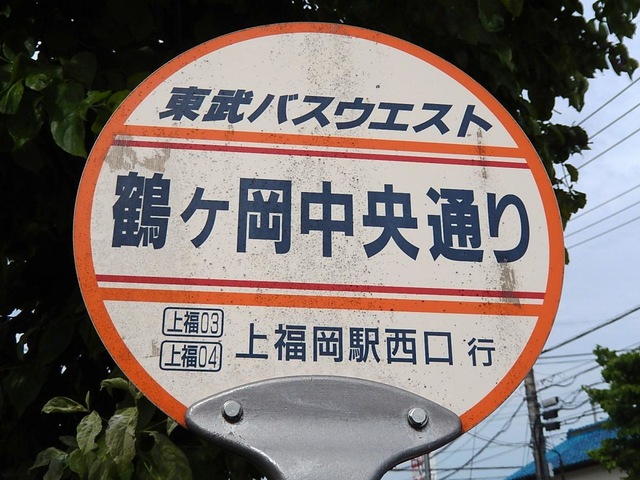 東武バスウエスト
鶴ヶ岡中央通り
上福03
上福04
上福岡駅西口 行